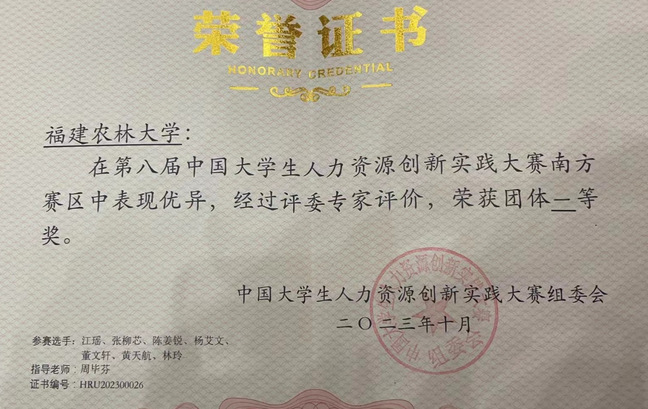 荣誉证书
HONORARY CREDENTIAL
福建农林大学：
在第八届中国大学生人力资源创新实践大赛南方
赛区中表现优异，经过评委专家评价，荣获团体一等
奖。
中国大学生人力资源创新实践大赛组委会
二〇二三年十月
参赛选手：江瑶、张柳芯、陈姜锐、杨艾文、
董文轩、黄天航、林玲
指导老师：周毕芬
证书编号：HRU202300026